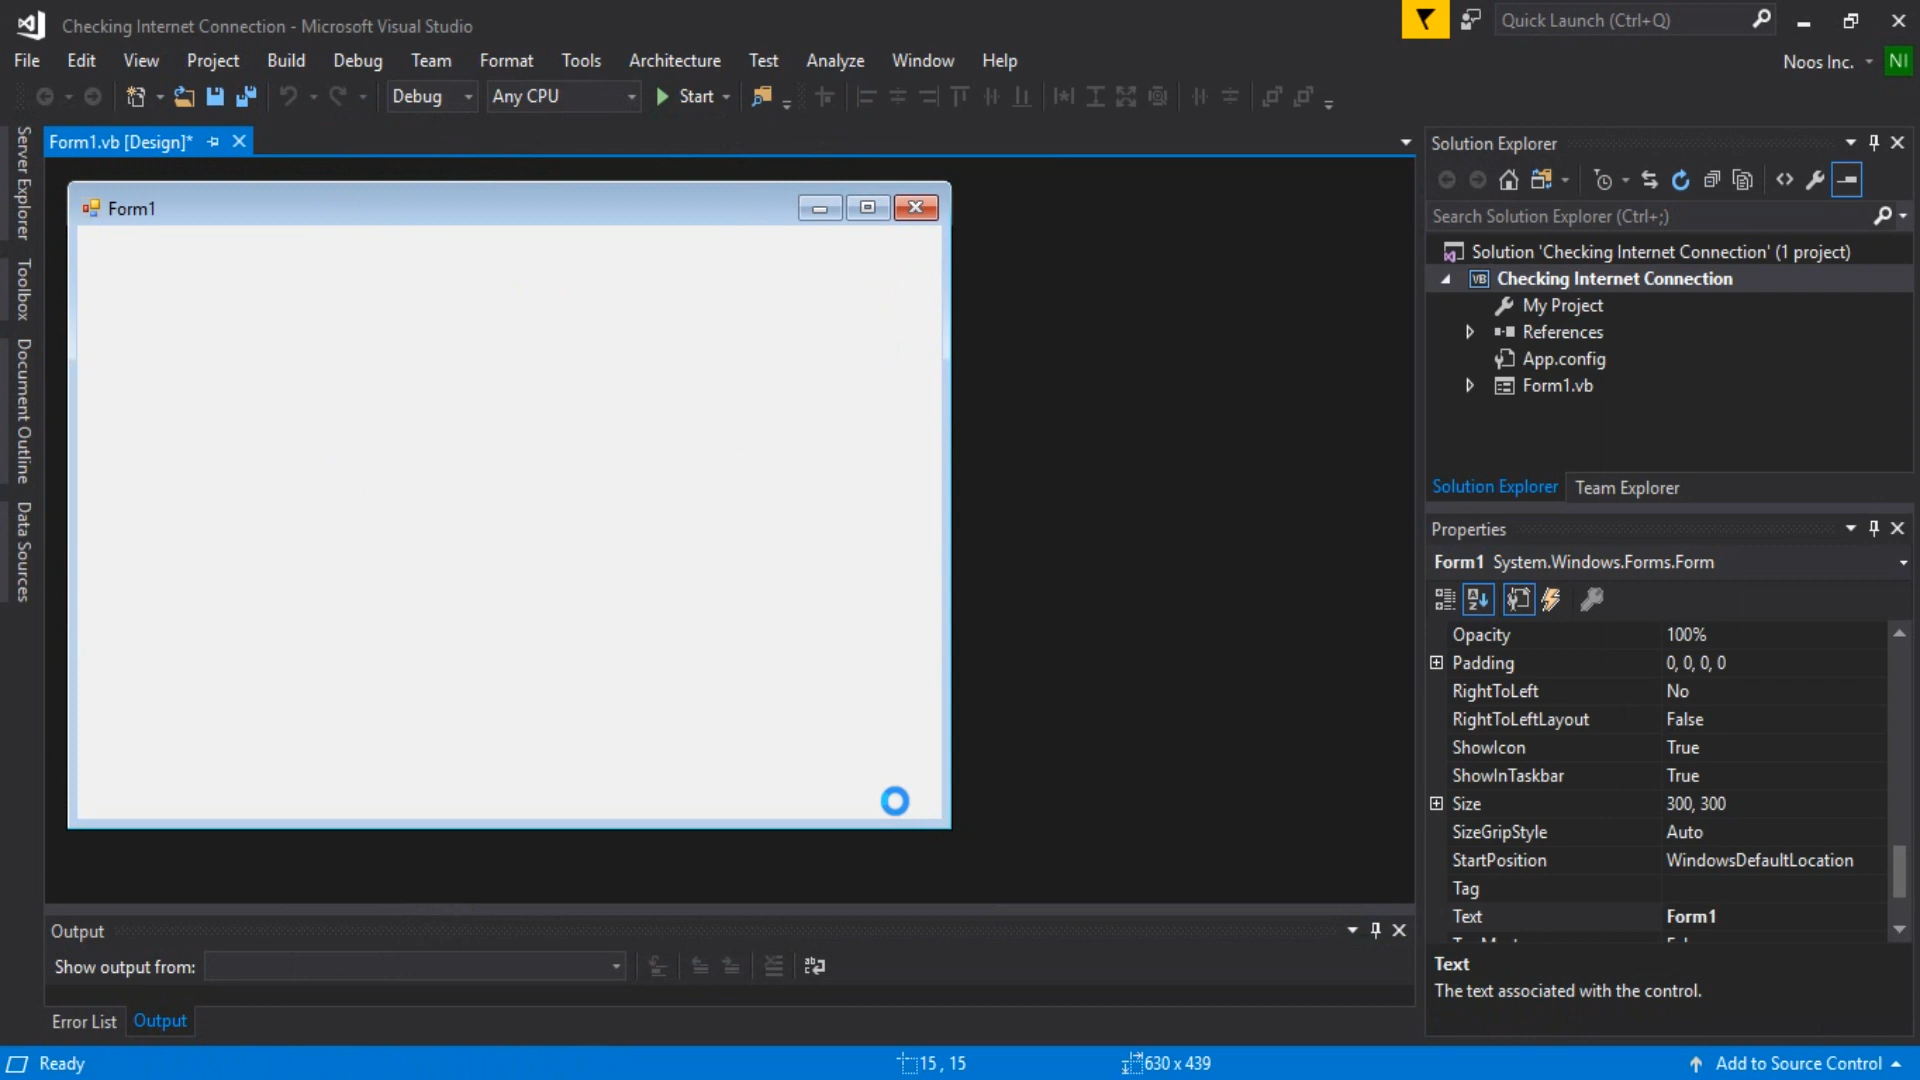 Checking Internet Connection - Microsoft Visual Studio
Quick Launch (Ctrl+Q)
File Edit View Project Build Debug Team Format Tools Architecture Test Analyze Window Help
Noos Inc. NI
Debug Any CPU Start
Server Explorer
Toolbox
Document Outline
Data Sources
Form1.vb [Design]*
Form1
Solution Explorer
Search Solution Explorer (Ctrl+;)
Solution 'Checking Internet Connection' (1 project)
VB Checking Internet Connection
My Project
References
App.config
Form1.vb
Solution Explorer Team Explorer
Properties
Form1 System.Windows.Forms.Form
Opacity 100%
Padding 0, 0, 0, 0
RightToLeft No
RightToLeftLayout False
ShowIcon True
ShowInTaskbar True
Size 300, 300
SizeGripStyle Auto
StartPosition WindowsDefaultLocation
Tag
Text Form1
Text
The text associated with the control.
Output
Show output from:
Error List Output
Ready 15 , 15 630 x 439 Add to Source Control